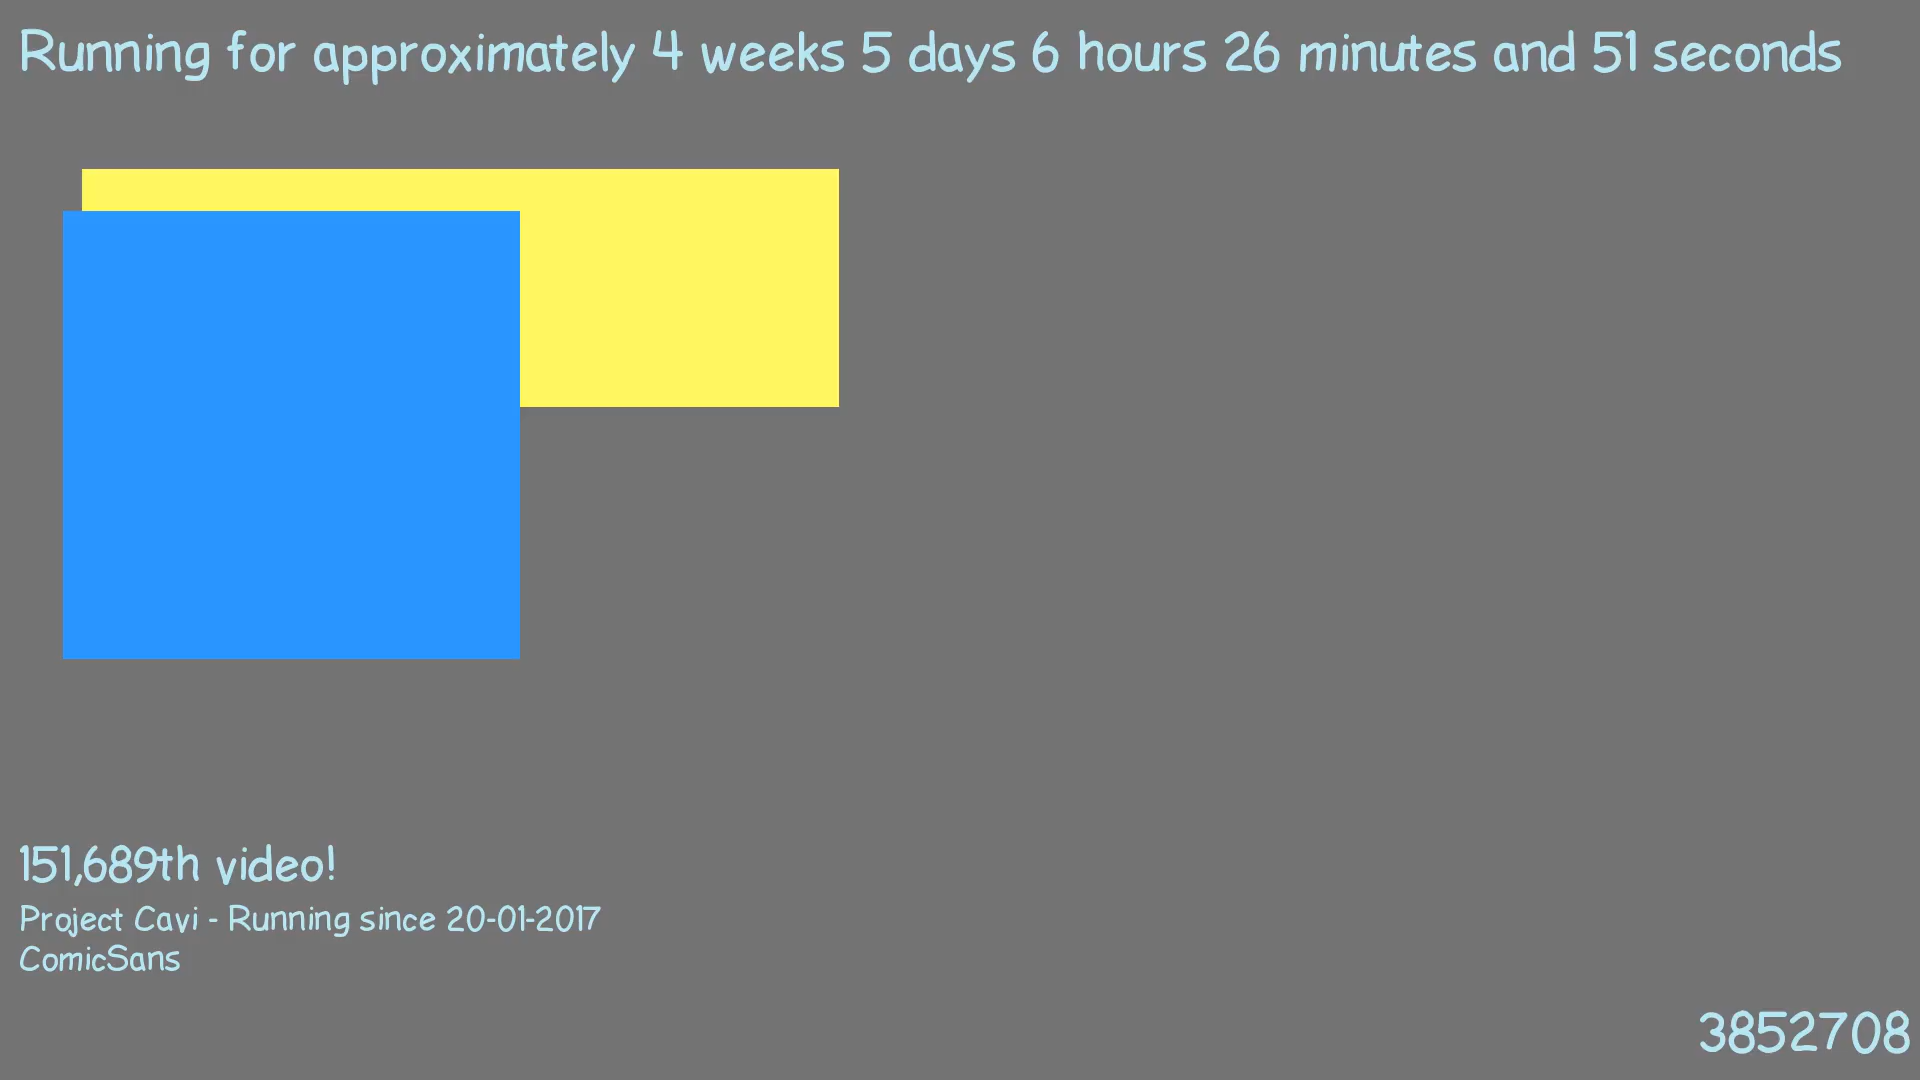 Running for approximately 4 weeks 5 days 6 hours 26 minutes and 51 seconds
151,689th video!
Project Cavi - Running since 20-01-2017
ComicSans
3852708